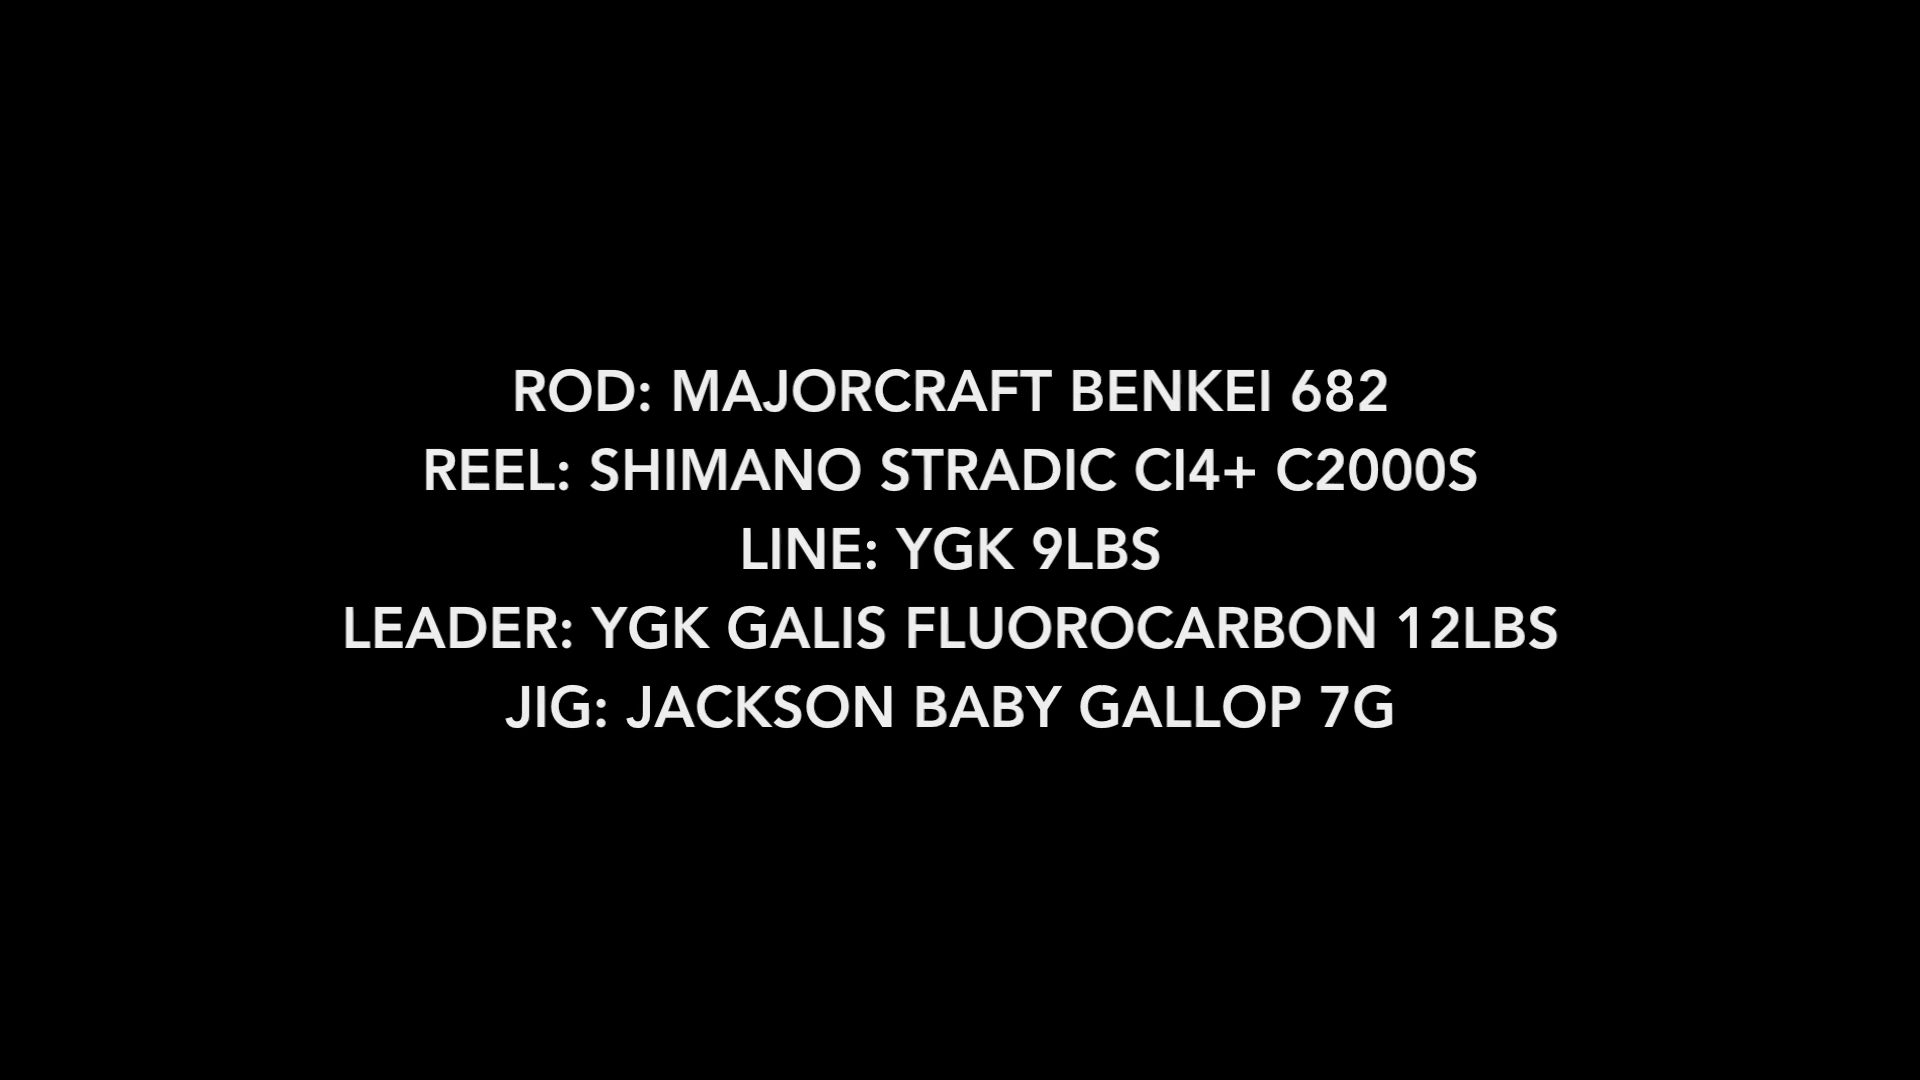 ROD: MAJORCRAFT BENKEI 682
REEL: SHIMANO STRADIC CI4+ C2000S
LINE: YGK 9LBS
LEADER: YGK GALIS FLUOROCARBON 12LBS
JIG: JACKSON BABY GALLOP 7G